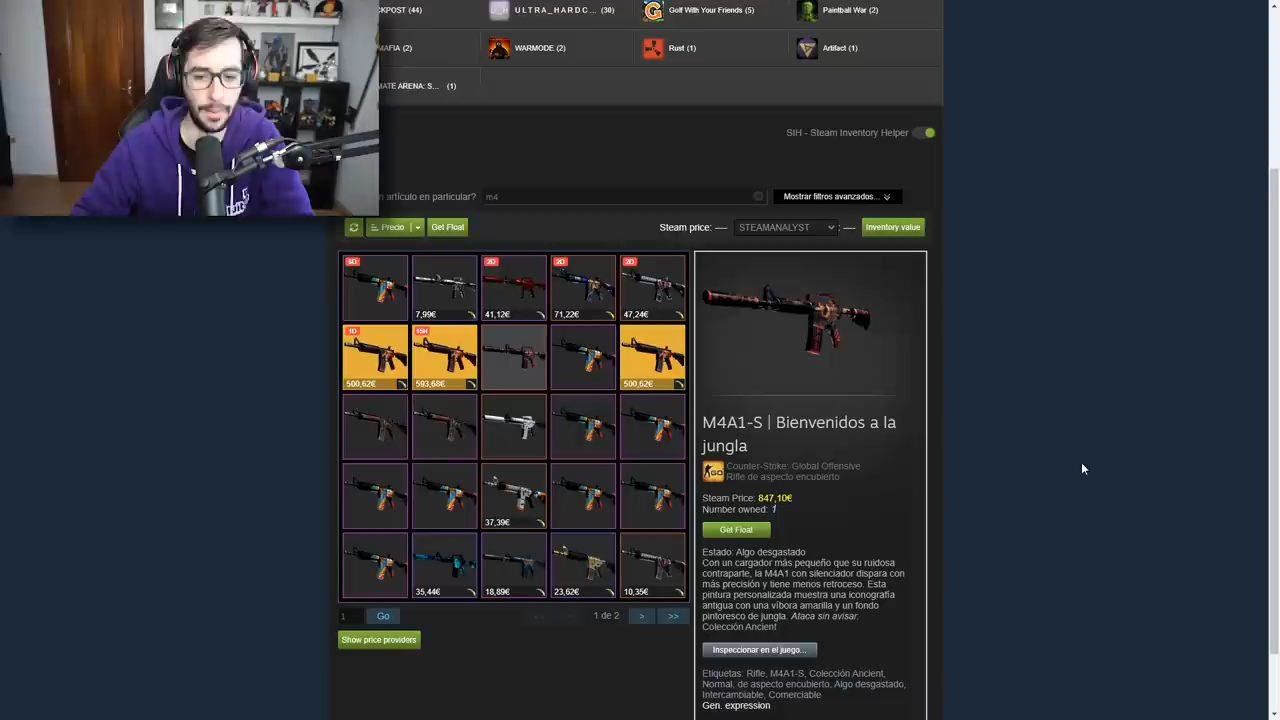 CKPOST (44)
ULTRA_HARDC... (30)
Golf With Your Friends (5)
Paintball War (2)
MAFIA (2)
WARMODE (2)
Rust (1)
Artifact (1)
MATE ARENA: S... (1)
SIH - Steam Inventory Helper
n artículo en particular?
m4
Mostrar filtros avanzados...
Precio
Get Float
Steam price: —
STEAMANALYST
: —
Inventory value
6D
2D
2D
2D
7,99€
41,12€
71,22€
47,24€
1D
15H
500,62€
593,68€
500,62€
37,39€
35,44€
18,89€
23,62€
10,35€
1
Go
1 de 2
>
>>
Show price providers
M4A1-S | Bienvenidos a la
jungla
Counter-Strike: Global Offensive
Rifle de aspecto encubierto
Steam Price: 847,10€
Number owned: 1
Get Float
Estado: Algo desgastado
Con un cargador más pequeño que su ruidosa
contraparte, la M4A1 con silenciador dispara con
más precisión y tiene menos retroceso. Esta
pintura personalizada muestra una iconografía
antigua con una víbora amarilla y un fondo
pintoresco de jungla. Ataca sin avisar.
Colección Ancient
Inspeccionar en el juego...
Etiquetas: Rifle, M4A1-S, Colección Ancient,
Normal, de aspecto encubierto, Algo desgastado,
Intercambiable, Comerciable
Gen. expression